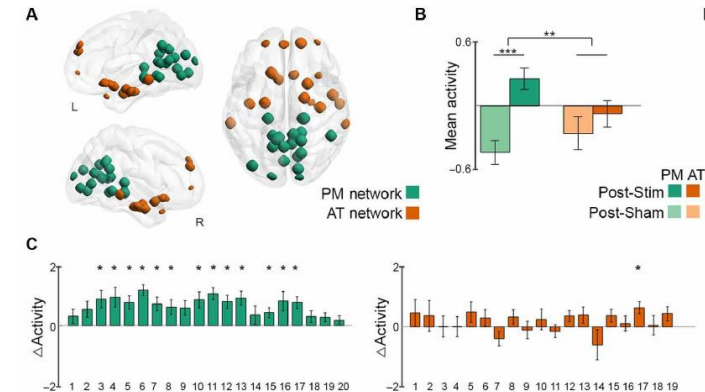 A
L
R
PM network
AT network
B
0.6
Mean activity
-0.6
***
**
PM AT
Post-Stim
Post-Sham
C
2
△Activity
0
-2
* * * * * * * * * * * *
1 2 3 4 5 6 7 8 9 10 11 12 13 14 15 16 17 18 19 20
2
△Activity
0
-2
*
1 2 3 4 5 6 7 8 9 10 11 12 13 14 15 16 17 18 19